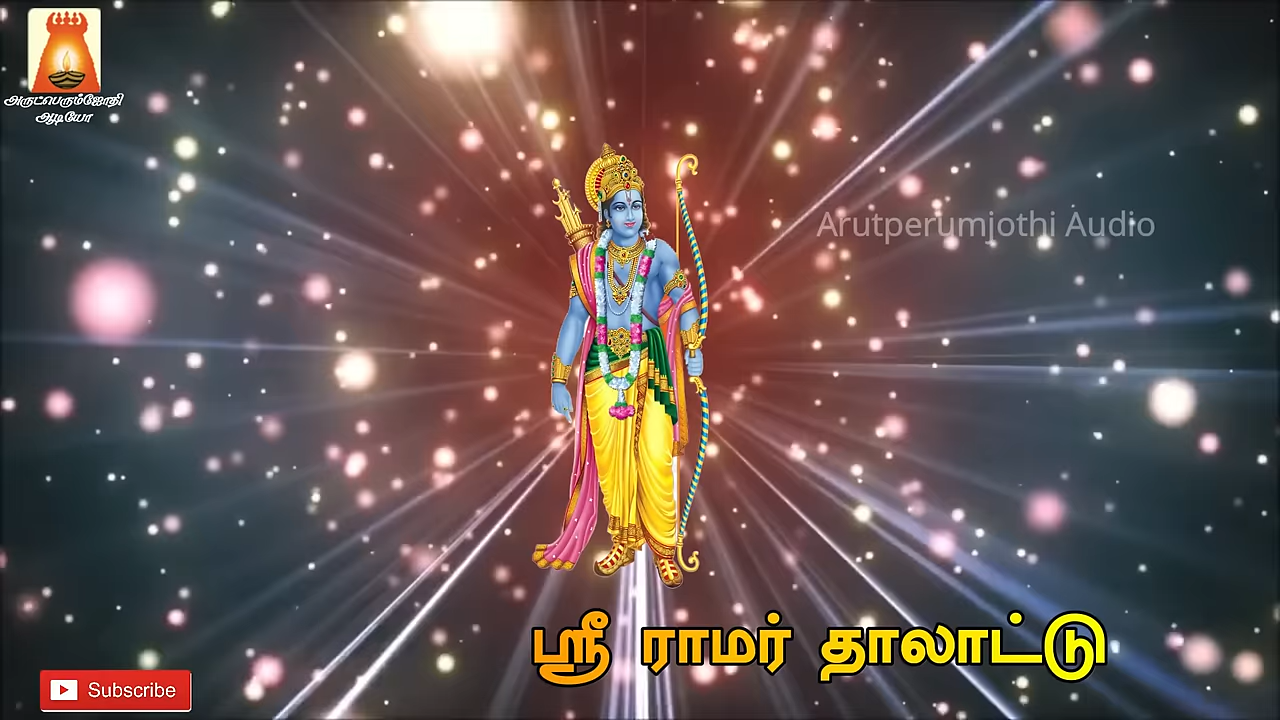 அருட்பெரும்ஜோதி
ஆடியோ
Arutperumjothi Audio
ஸ்ரீ ராமர் தாலாட்டு
Subscribe